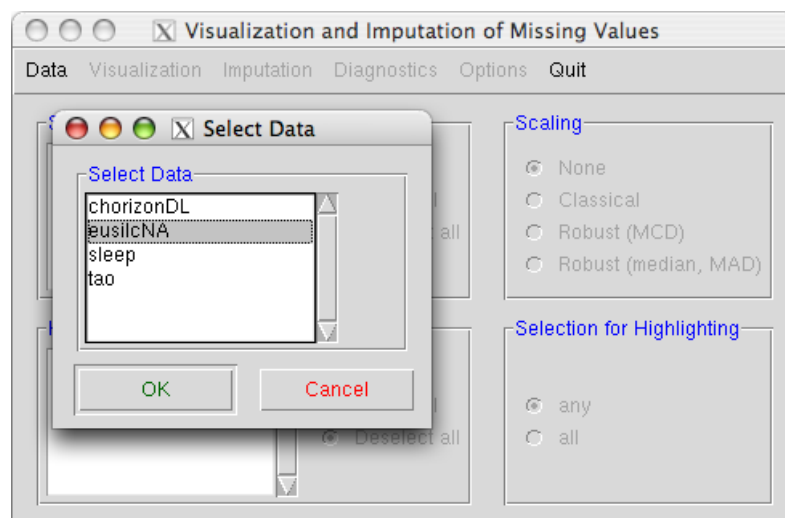 Visualization and Imputation of Missing Values
Data Visualization Imputation Diagnostics Options Quit
Select Data
Select Data
chorizonDL
eusilcNA
sleep
tao
OK
Cancel
all
Deselect all
Scaling
None
Classical
Robust (MCD)
Robust (median, MAD)
Selection for Highlighting
any
all